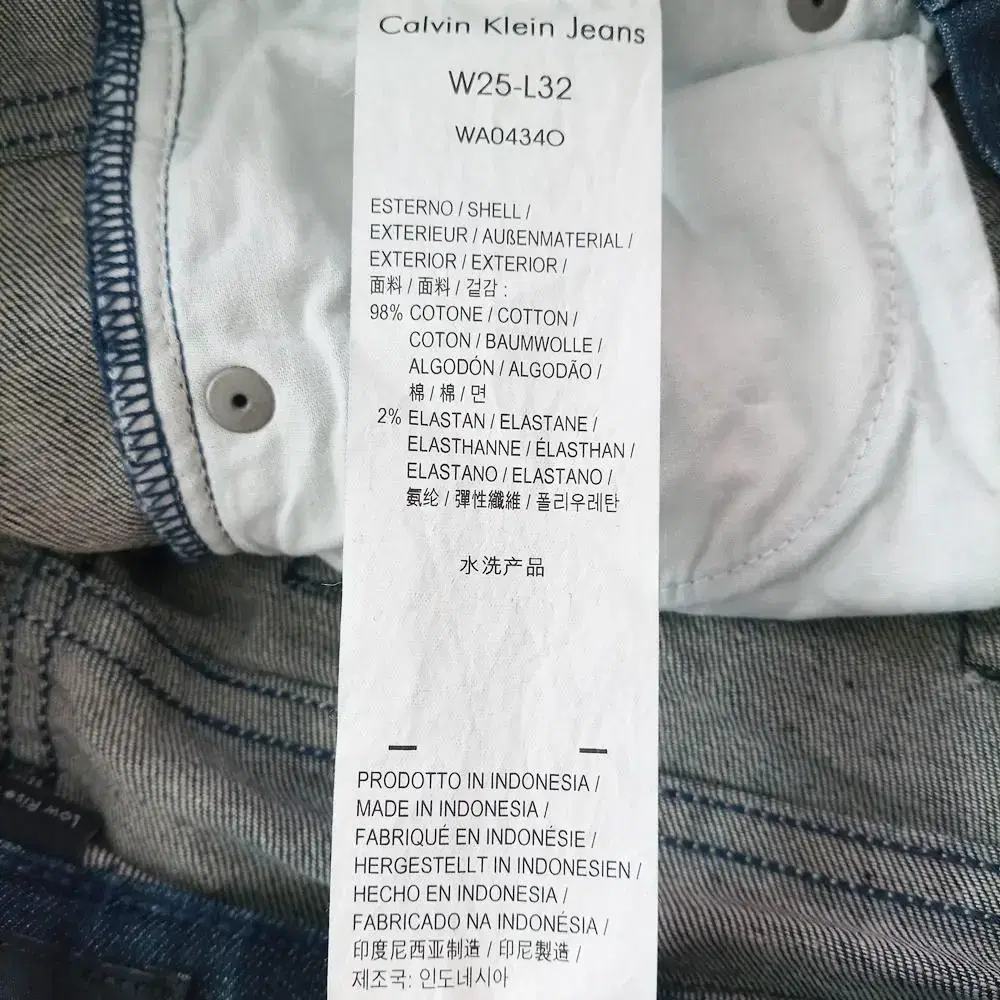 Calvin Klein Jeans
W25-L32
WA0434O
ESTERNO / SHELL /
EXTERIEUR / AUßENMATERIAL /
EXTERIOR / EXTERIOR /
面料 / 面料 / 겉감 :
98% COTONE / COTTON /
COTON / BAUMWOLLE /
ALGODÓN / ALGODÃO /
棉 / 棉 / 면
2% ELASTAN / ELASTANE /
ELASTHANNE / ÉLASTHAN /
ELASTANO / ELASTANO /
氨纶 / 彈性纖維 / 폴리우레탄
水洗产品
PRODOTTO IN INDONESIA /
MADE IN INDONESIA /
FABRIQUÉ EN INDONÉSIE /
HERGESTELLT IN INDONESIEN /
HECHO EN INDONESIA /
FABRICADO NA INDONÉSIA /
印度尼西亚制造 / 印尼製造 /
제조국: 인도네시아
Low Rise